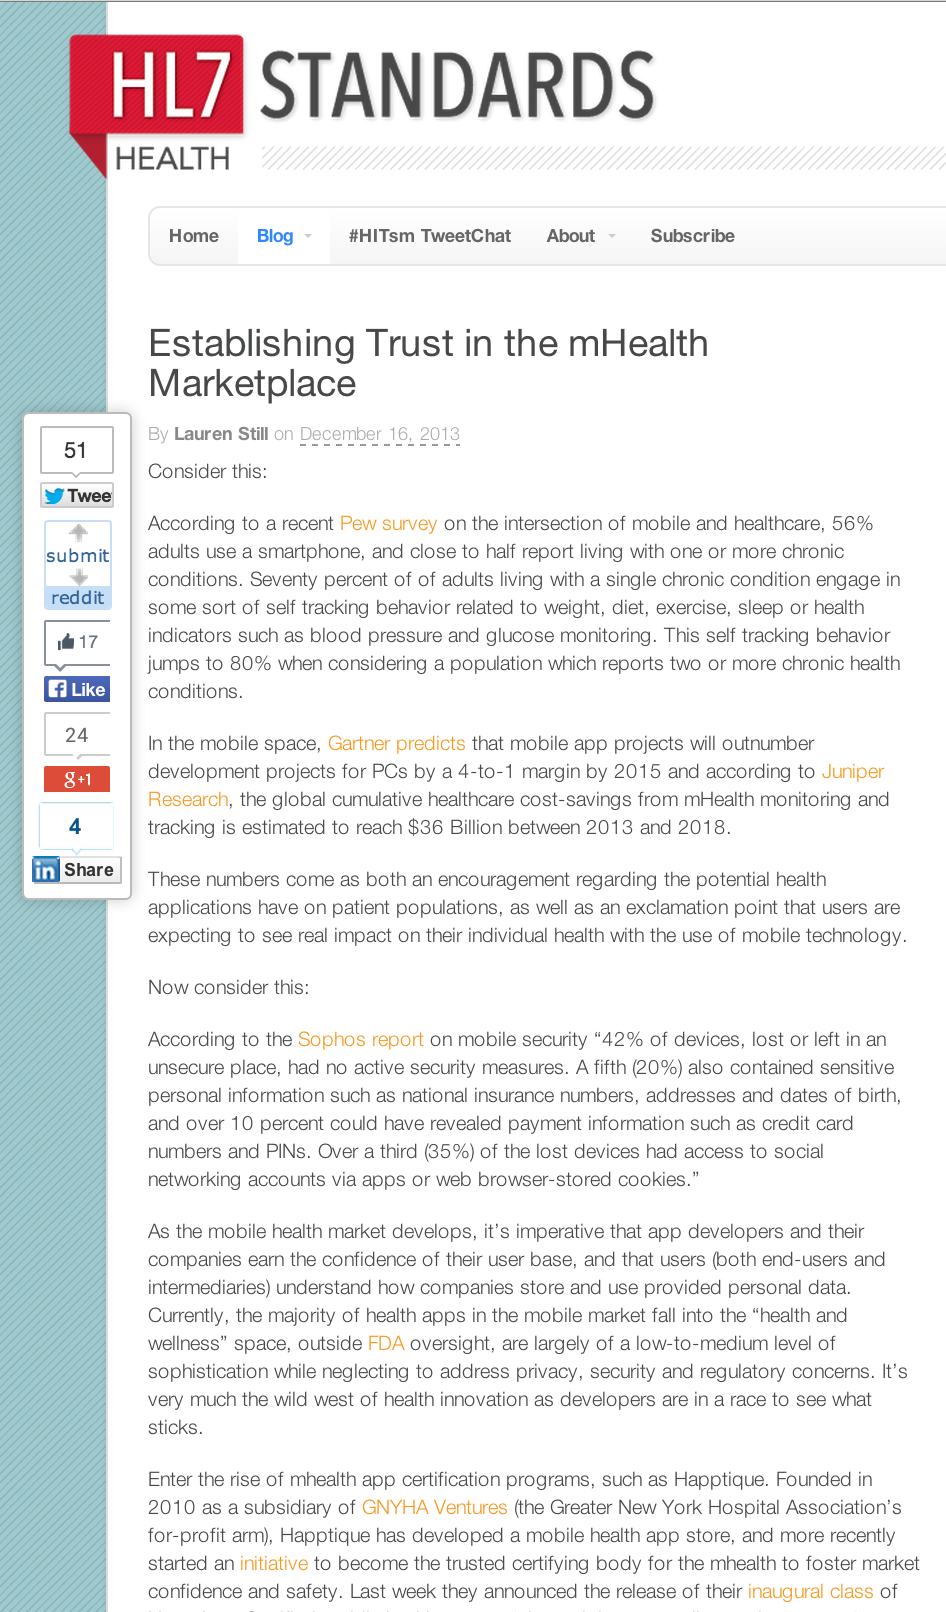 HL7 STANDARDS
HEALTH
Home Blog #HITsm TweetChat About Subscribe
Establishing Trust in the mHealth
Marketplace
By Lauren Still on December 16, 2013
51
Twee
submit
reddit
17
Like
24
g+1
4
in Share
Consider this:
According to a recent Pew survey on the intersection of mobile and healthcare, 56%
adults use a smartphone, and close to half report living with one or more chronic
conditions. Seventy percent of of adults living with a single chronic condition engage in
some sort of self tracking behavior related to weight, diet, exercise, sleep or health
indicators such as blood pressure and glucose monitoring. This self tracking behavior
jumps to 80% when considering a population which reports two or more chronic health
conditions.
In the mobile space, Gartner predicts that mobile app projects will outnumber
development projects for PCs by a 4-to-1 margin by 2015 and according to Juniper
Research, the global cumulative healthcare cost-savings from mHealth monitoring and
tracking is estimated to reach $36 Billion between 2013 and 2018.
These numbers come as both an encouragement regarding the potential health
applications have on patient populations, as well as an exclamation point that users are
expecting to see real impact on their individual health with the use of mobile technology.
Now consider this:
According to the Sophos report on mobile security “42% of devices, lost or left in an
unsecure place, had no active security measures. A fifth (20%) also contained sensitive
personal information such as national insurance numbers, addresses and dates of birth,
and over 10 percent could have revealed payment information such as credit card
numbers and PINs. Over a third (35%) of the lost devices had access to social
networking accounts via apps or web browser-stored cookies.”
As the mobile health market develops, it’s imperative that app developers and their
companies earn the confidence of their user base, and that users (both end-users and
intermediaries) understand how companies store and use provided personal data.
Currently, the majority of health apps in the mobile market fall into the “health and
wellness” space, outside FDA oversight, are largely of a low-to-medium level of
sophistication while neglecting to address privacy, security and regulatory concerns. It’s
very much the wild west of health innovation as developers are in a race to see what
sticks.
Enter the rise of mhealth app certification programs, such as Happtique. Founded in
2010 as a subsidiary of GNYHA Ventures (the Greater New York Hospital Association’s
for-profit arm), Happtique has developed a mobile health app store, and more recently
started an initiative to become the trusted certifying body for the mhealth to foster market
confidence and safety. Last week they announced the release of their inaugural class of